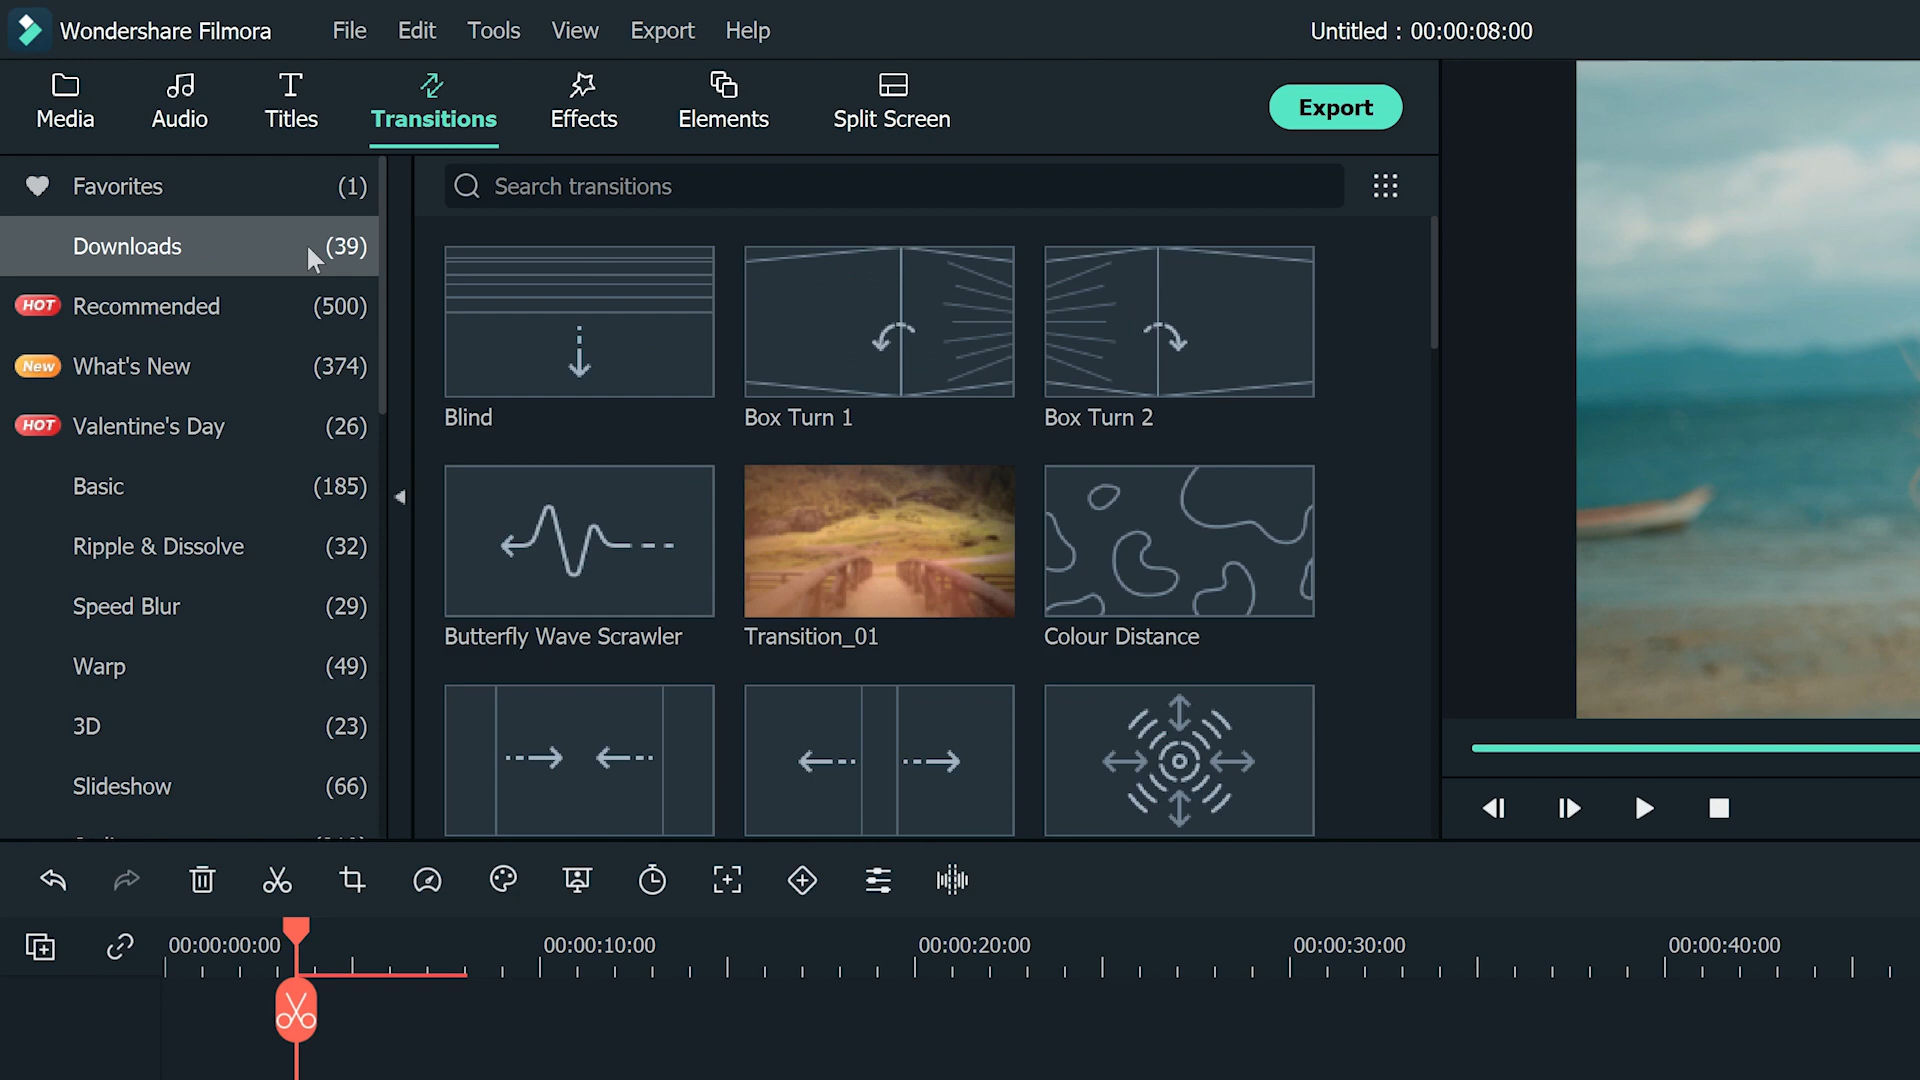 Wondershare Filmora File Edit Tools View Export Help Untitled : 00:00:08:00
Media Audio Titles Transitions Effects Elements Split Screen Export
Favorites (1)
Search transitions
Downloads (39)
HOT Recommended (500)
New What's New (374)
HOT Valentine's Day (26)
Basic (185)
Ripple & Dissolve (32)
Speed Blur (29)
Warp (49)
3D (23)
Slideshow (66)
Blind Box Turn 1 Box Turn 2
Butterfly Wave Scrawler Transition_01 Colour Distance
00:00:00:00 00:00:10:00 00:00:20:00 00:00:30:00 00:00:40:00